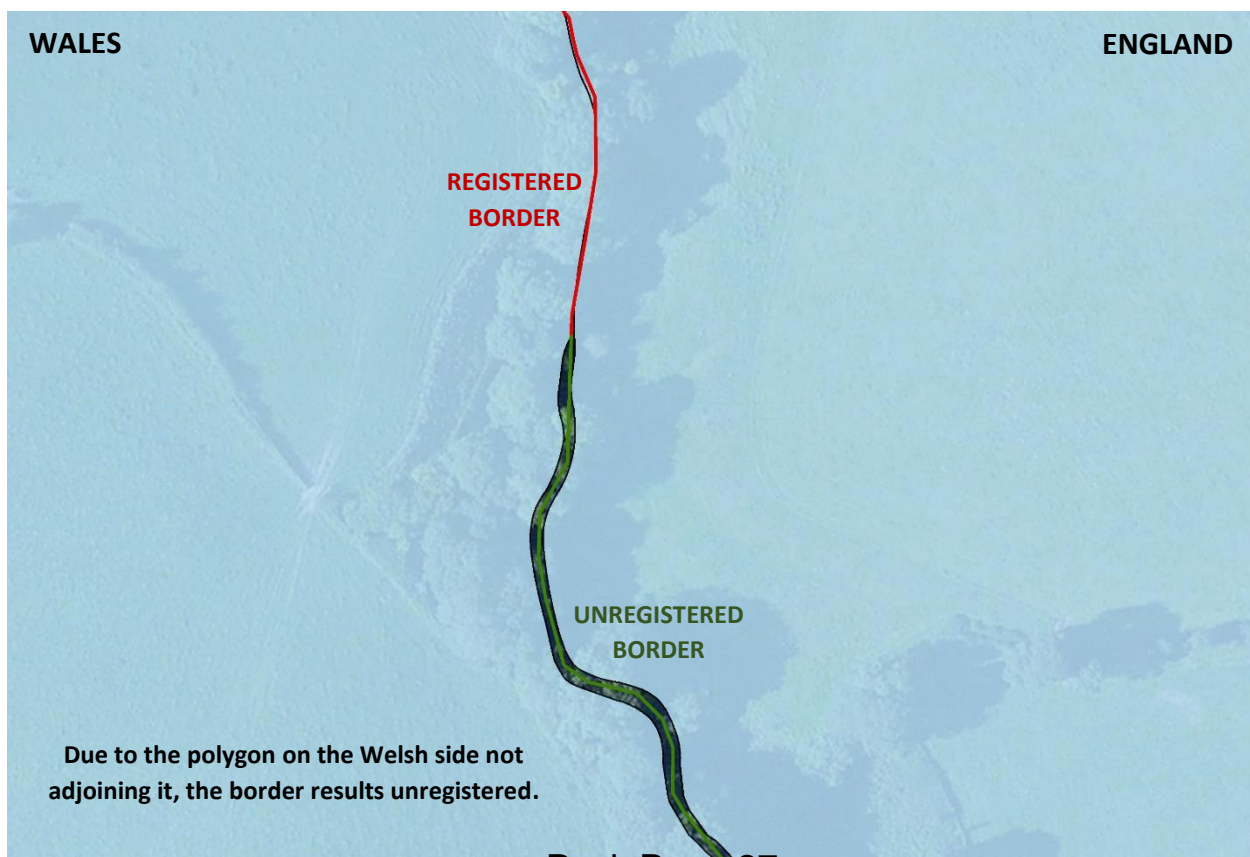 WALES
ENGLAND
REGISTERED
BORDER
UNREGISTERED
BORDER
Due to the polygon on the Welsh side not
adjoining it, the border results unregistered.